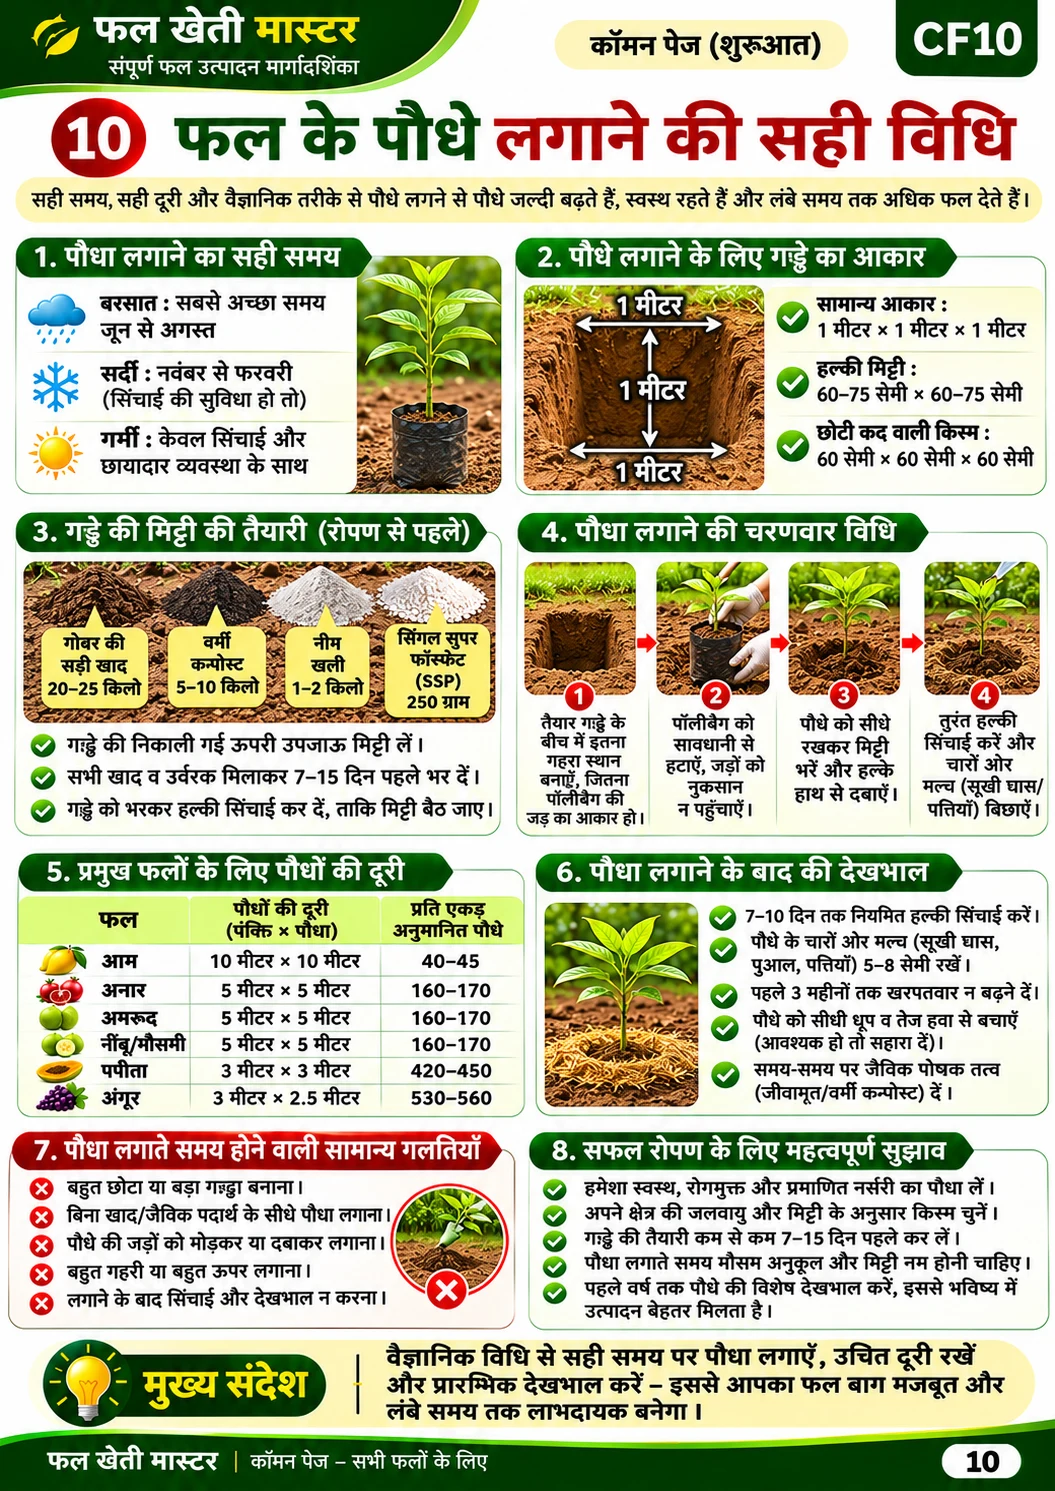 फल खेती मास्टर
संपूर्ण फल उत्पादन मार्गदर्शिका
कॉमन पेज (शुरुआत)
CF10
10 फल के पौधे लगाने की सही विधि
सही समय, सही दूरी और वैज्ञानिक तरीके से पौधे लगने से पौधे जल्दी बढ़ते हैं, स्वस्थ रहते हैं और लंबे समय तक अधिक फल देते हैं।
1. पौधा लगाने का सही समय
बरसात : सबसे अच्छा समय
जून से अगस्त
सर्दी : नवंबर से फरवरी
(सिंचाई की सुविधा हो तो)
गर्मी : केवल सिंचाई और
छायादार व्यवस्था के साथ
2. पौधे लगाने के लिए गड्ढे का आकार
1 मीटर
1 मीटर
1 मीटर
सामान्य आकार :
1 मीटर × 1 मीटर × 1 मीटर
हल्की मिट्टी :
60–75 सेमी × 60–75 सेमी
छोटी कद वाली किस्म :
60 सेमी × 60 सेमी × 60 सेमी
3. गड्ढे की मिट्टी की तैयारी (रोपण से पहले)
गोबर की
सड़ी खाद
20–25 किलो
वर्मी
कम्पोस्ट
5–10 किलो
नीम
खली
1–2 किलो
सिंगल सुपर
फॉस्फेट
(SSP)
250 ग्राम
गड्ढे की निकाली गई ऊपरी उपजाऊ मिट्टी लें।
सभी खाद व उर्वरक मिलाकर 7–15 दिन पहले भर दें।
गड्ढे को भरकर हल्की सिंचाई कर दें, ताकि मिट्टी बैठ जाए।
4. पौधा लगाने की चरणवार विधि
1
तैयार गड्ढे के
बीच में इतना
गहरा स्थान
बनाएँ, जितना
पॉलीबैग की
जड़ का आकार हो।
2
पॉलीबैग को
सावधानी से
हटाएँ, जड़ों को
नुकसान
न पहुंचाएँ।
3
पौधे को सीधे
रखकर मिट्टी
भरें और हल्के
हाथ से दबाएँ।
4
तुरंत हल्की
सिंचाई करें और
चारों ओर
मल्च (सूखी घास/
पत्तियाँ) बिछाएँ।
5. प्रमुख फलों के लिए पौधों की दूरी
फल | पौधों की दूरी (पंक्ति × पौधा) | प्रति एकड़ अनुमानित पौधे
आम | 10 मीटर × 10 मीटर | 40–45
अनार | 5 मीटर × 5 मीटर | 160–170
अमरूद | 5 मीटर × 5 मीटर | 160–170
नींबू/मौसमी | 5 मीटर × 5 मीटर | 160–170
पपीता | 3 मीटर × 3 मीटर | 420–450
अंगूर | 3 मीटर × 2.5 मीटर | 530–560
6. पौधा लगाने के बाद की देखभाल
7–10 दिन तक नियमित हल्की सिंचाई करें।
पौधे के चारों ओर मल्च (सूखी घास,
पुआल, पत्तियाँ) 5–8 सेमी रखें।
पहले 3 महीनों तक खरपतवार न बढ़ने दें।
पौधे को सीधी धूप व तेज हवा से बचाएँ
(आवश्यक हो तो सहारा दें)।
समय-समय पर जैविक पोषक तत्व
(जीवामृत/वर्मी कम्पोस्ट) दें।
7. पौधा लगाते समय होने वाली सामान्य गलतियाँ
बहुत छोटा या बड़ा गड्ढा बनाना।
बिना खाद/जैविक पदार्थ के सीधे पौधा लगाना।
पौधे की जड़ों को मोड़कर या दबाकर लगाना।
बहुत गहरी या बहुत ऊपर लगाना।
लगाने के बाद सिंचाई और देखभाल न करना।
8. सफल रोपण के लिए महत्वपूर्ण सुझाव
हमेशा स्वस्थ, रोगमुक्त और प्रमाणित नर्सरी का पौधा लें।
अपने क्षेत्र की जलवायु और मिट्टी के अनुसार किस्म चुनें।
गड्ढे की तैयारी कम से कम 7–15 दिन पहले कर लें।
पौधा लगाते समय मौसम अनुकूल और मिट्टी नम होनी चाहिए।
पहले वर्ष तक पौधे की विशेष देखभाल करें, इससे भविष्य में
उत्पादन बेहतर मिलता है।
मुख्य संदेश
वैज्ञानिक विधि से सही समय पर पौधा लगाएँ, उचित दूरी रखें
और प्रारम्भिक देखभाल करें – इससे आपका फल बाग मजबूत और
लंबे समय तक लाभदायक बनेगा।
फल खेती मास्टर | कॉमन पेज – सभी फलों के लिए
10